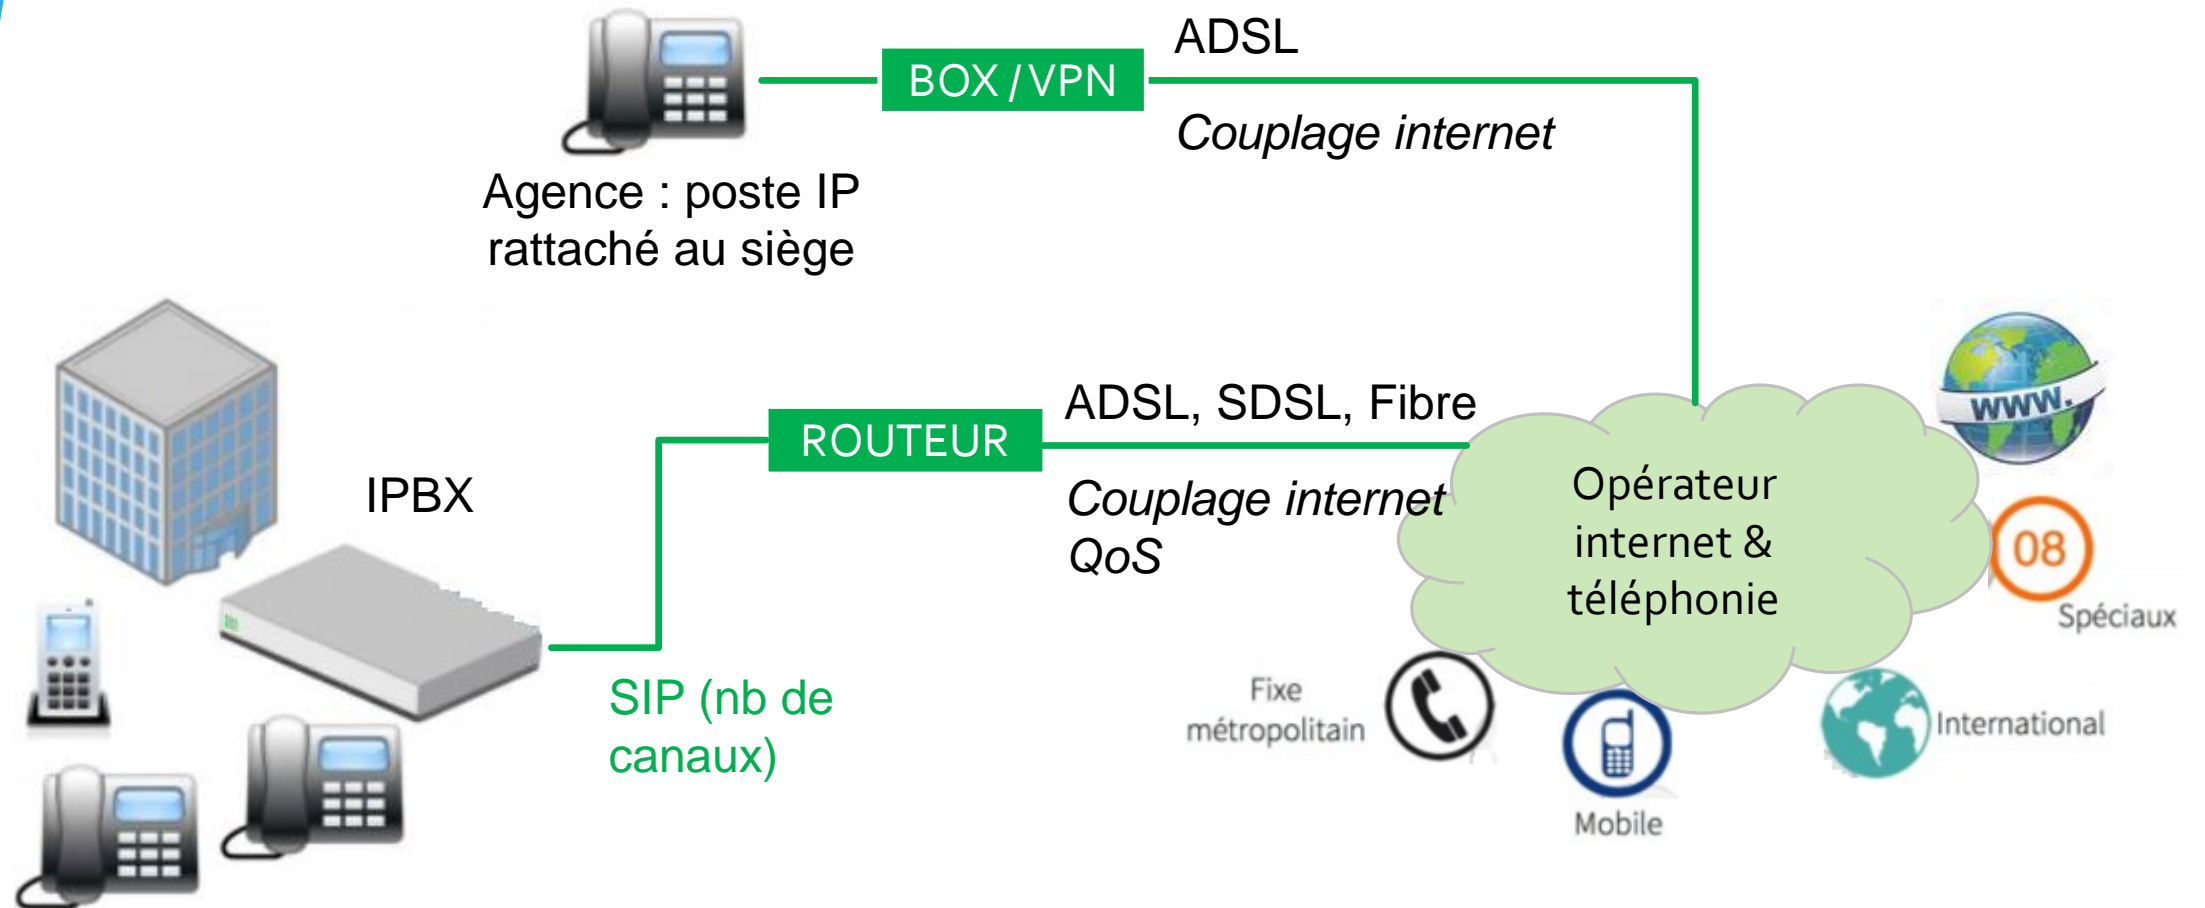 ADSL
BOX / VPN
Couplage internet
Agence : poste IP
rattaché au siège
ADSL, SDSL, Fibre
ROUTEUR
IPBX
Couplage internet
QoS
SIP (nb de
canaux)
Opérateur
internet &
téléphonie
www.
08
Spéciaux
Fixe
métropolitain
International
Mobile